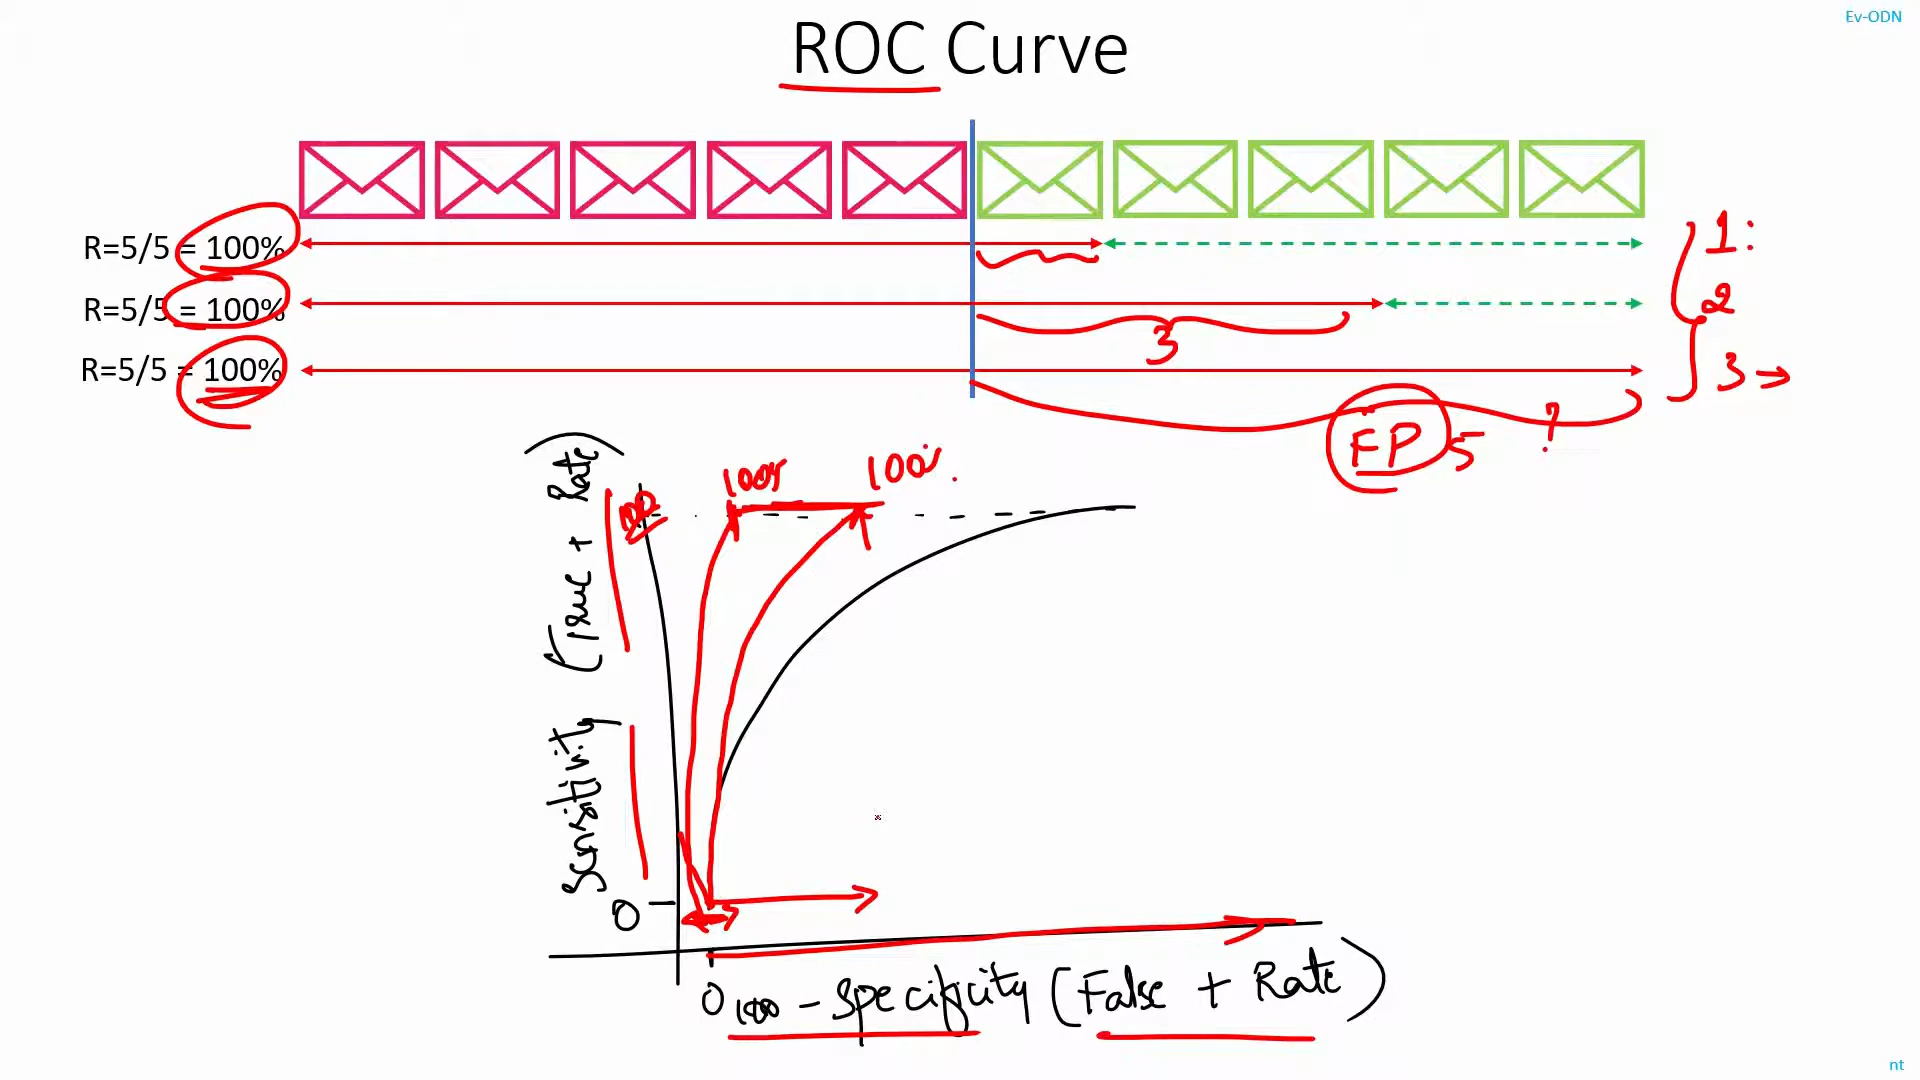 Ev-ODN
ROC Curve
R=5/5 = 100%
1:
R=5/5 = 100%
2
3
R=5/5 = 100%
3 →
FP 5 ?
100%
100%.
100
Sensitivity (True + Rate)
0
0 100 - Specificity (False + Rate)
nt